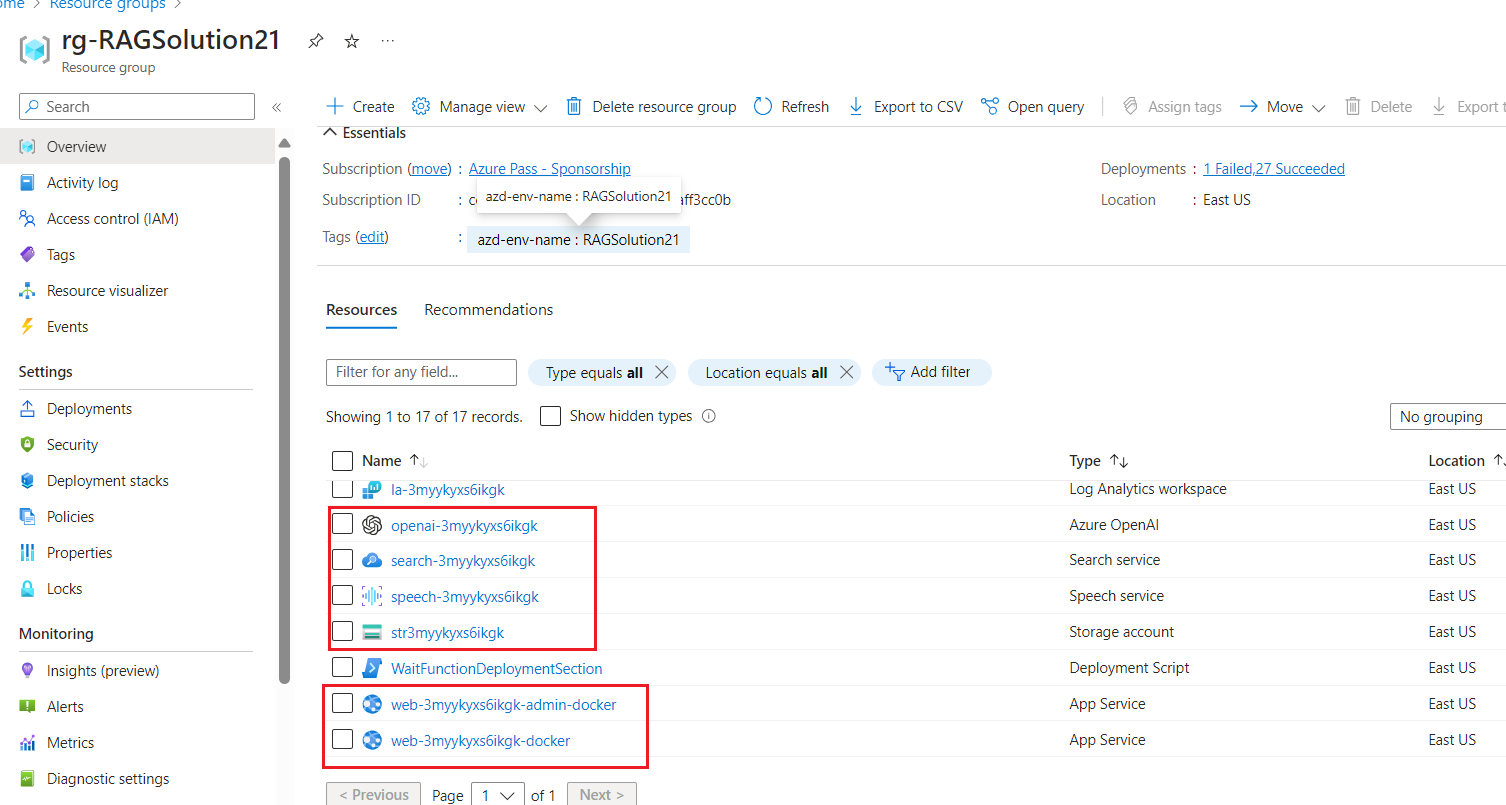 ome > Resource groups >
rg-RAGSolution21 ...
Resource group
Search
Overview
Activity log
Access control (IAM)
Tags
Resource visualizer
Events
Settings
Deployments
Security
Deployment stacks
Policies
Properties
Locks
Monitoring
Insights (preview)
Alerts
Metrics
Diagnostic settings
Create Manage view Delete resource group Refresh Export to CSV Open query Assign tags Move Delete Export t
Essentials
Subscription (move) : Azure Pass - Sponsorship
Deployments : 1 Failed,27 Succeeded
azd-env-name : RAGSolution21
Subscription ID : aff3cc0b
Location : East US
Tags (edit) : azd-env-name : RAGSolution21
Resources Recommendations
Filter for any field... Type equals all Location equals all Add filter
Showing 1 to 17 of 17 records. Show hidden types No grouping
Name Type Location
la-3myykyxs6ikgk Log Analytics workspace East US
openai-3myykyxs6ikgk Azure OpenAI East US
search-3myykyxs6ikgk Search service East US
speech-3myykyxs6ikgk Speech service East US
str3myykyxs6ikgk Storage account East US
WaitFunctionDeploymentSection Deployment Script East US
web-3myykyxs6ikgk-admin-docker App Service East US
web-3myykyxs6ikgk-docker App Service East US
< Previous Page 1 of 1 Next >